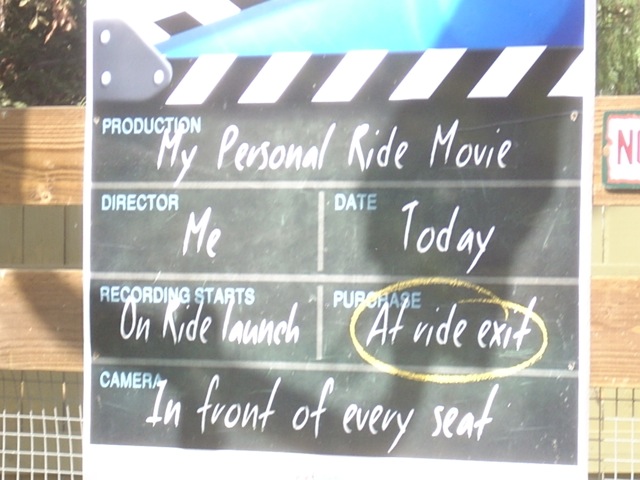 PRODUCTION
My Personal Ride Movie
DIRECTOR
Me
DATE
Today
RECORDING STARTS
On Ride launch
PURCHASE
At ride exit
CAMERA
In front of every seat